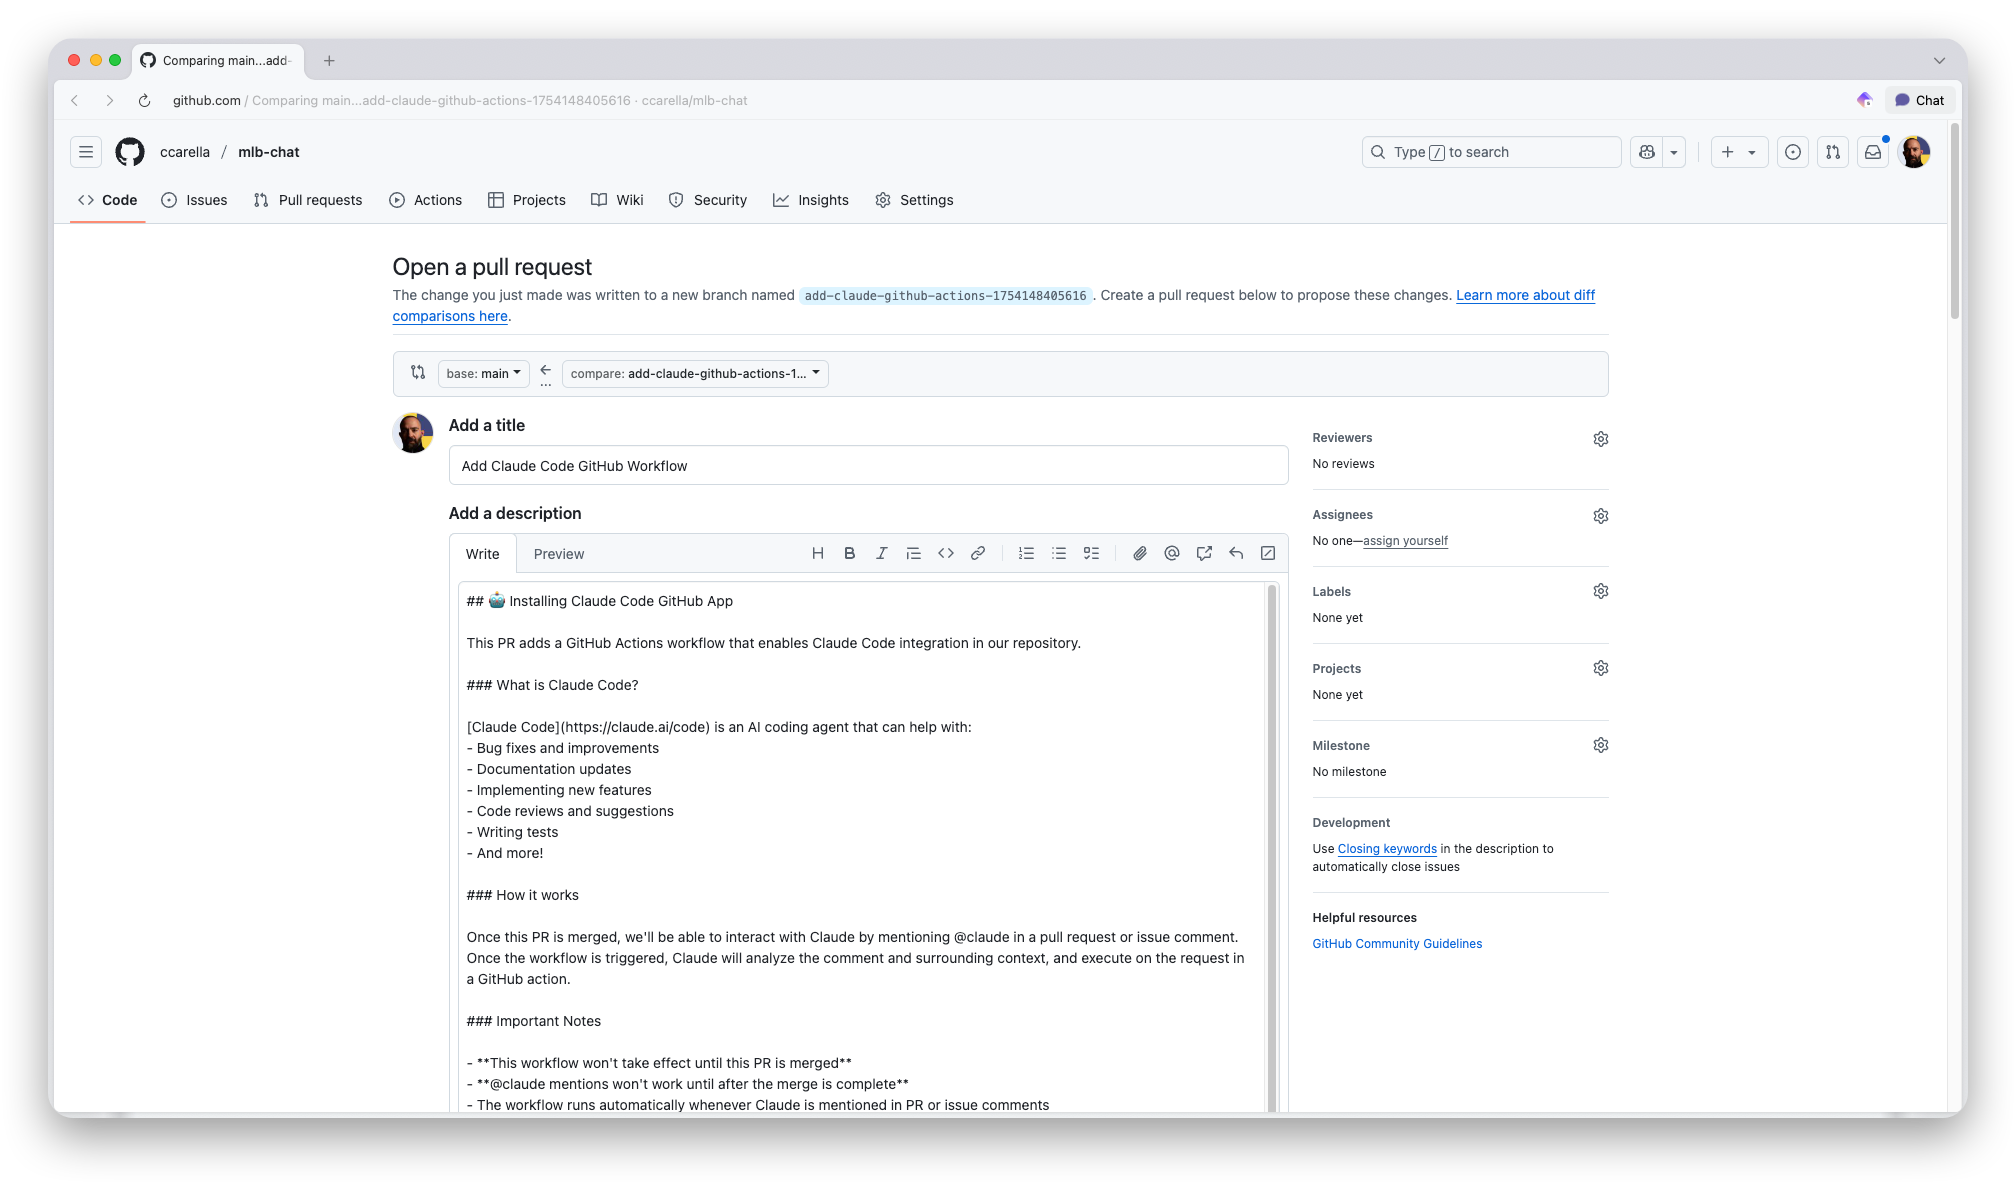 Comparing main...add-
github.com / Comparing main...add-claude-github-actions-1754148405616 · ccarella/mlb-chat
Chat
ccarella / mlb-chat
Type / to search
Code Issues Pull requests Actions Projects Wiki Security Insights Settings
Open a pull request
The change you just made was written to a new branch named add-claude-github-actions-1754148405616. Create a pull request below to propose these changes. Learn more about diff
comparisons here.
base: main ← ... compare: add-claude-github-actions-1...
Add a title
Add Claude Code GitHub Workflow
Add a description
Write Preview
## 🤖 Installing Claude Code GitHub App
This PR adds a GitHub Actions workflow that enables Claude Code integration in our repository.
### What is Claude Code?
[Claude Code](https://claude.ai/code) is an AI coding agent that can help with:
- Bug fixes and improvements
- Documentation updates
- Implementing new features
- Code reviews and suggestions
- Writing tests
- And more!
### How it works
Once this PR is merged, we'll be able to interact with Claude by mentioning @claude in a pull request or issue comment.
Once the workflow is triggered, Claude will analyze the comment and surrounding context, and execute on the request in
a GitHub action.
### Important Notes
- **This workflow won't take effect until this PR is merged**
- **@claude mentions won't work until after the merge is complete**
- The workflow runs automatically whenever Claude is mentioned in PR or issue comments
Reviewers
No reviews
Assignees
No one—assign yourself
Labels
None yet
Projects
None yet
Milestone
No milestone
Development
Use Closing keywords in the description to
automatically close issues
Helpful resources
GitHub Community Guidelines